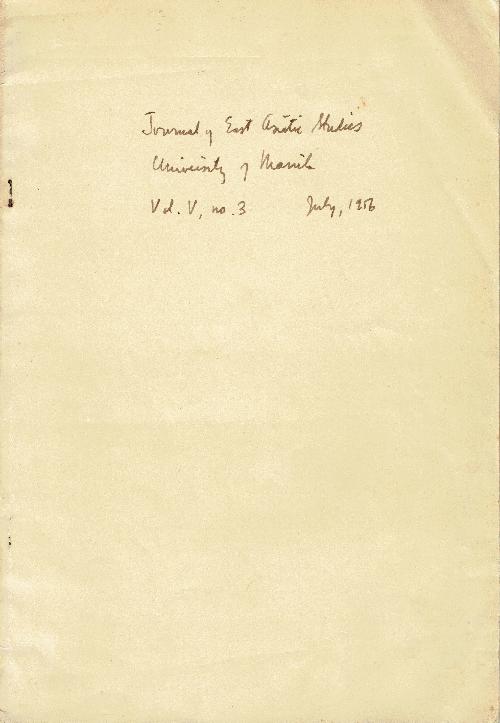 Journal of East Asiatic Studies
University of Manila
Vol. V, no. 3 July, 1956